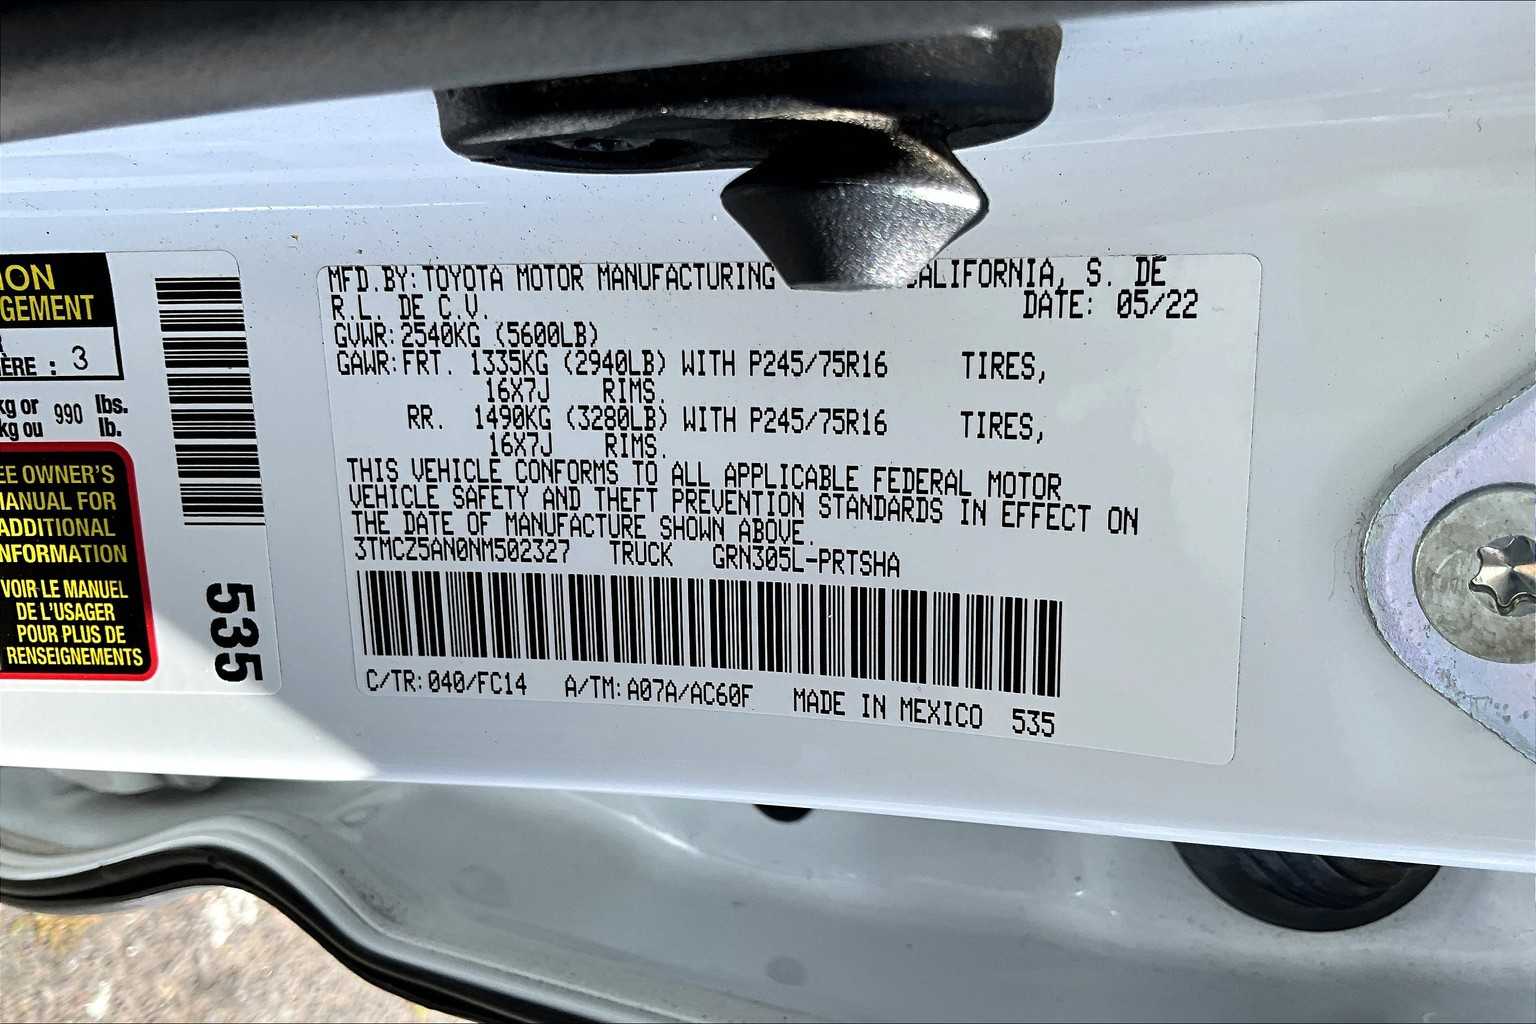 ION
GEMENT
ÈRE : 3
kg or 990 lbs.
kg ou lb.
EE OWNER'S
MANUAL FOR
ADDITIONAL
NFORMATION
VOIR LE MANUEL
DE L'USAGER
POUR PLUS DE
RENSEIGNEMENTS
535
MFD.BY:TOYOTA MOTOR MANUFACTURING CALIFORNIA, S. DE
R.L. DE C.V. DATE: 05/22
GVWR:2540KG (5600LB)
GAWR:FRT. 1335KG (2940LB) WITH P245/75R16 TIRES,
16X7J RIMS.
RR. 1490KG (3280LB) WITH P245/75R16 TIRES,
16X7J RIMS.
THIS VEHICLE CONFORMS TO ALL APPLICABLE FEDERAL MOTOR
VEHICLE SAFETY AND THEFT PREVENTION STANDARDS IN EFFECT ON
THE DATE OF MANUFACTURE SHOWN ABOVE.
3TMCZ5AN0NM502327 TRUCK GRN305L-PRTSHA
C/TR:040/FC14 A/TM:A07A/AC60F MADE IN MEXICO 535